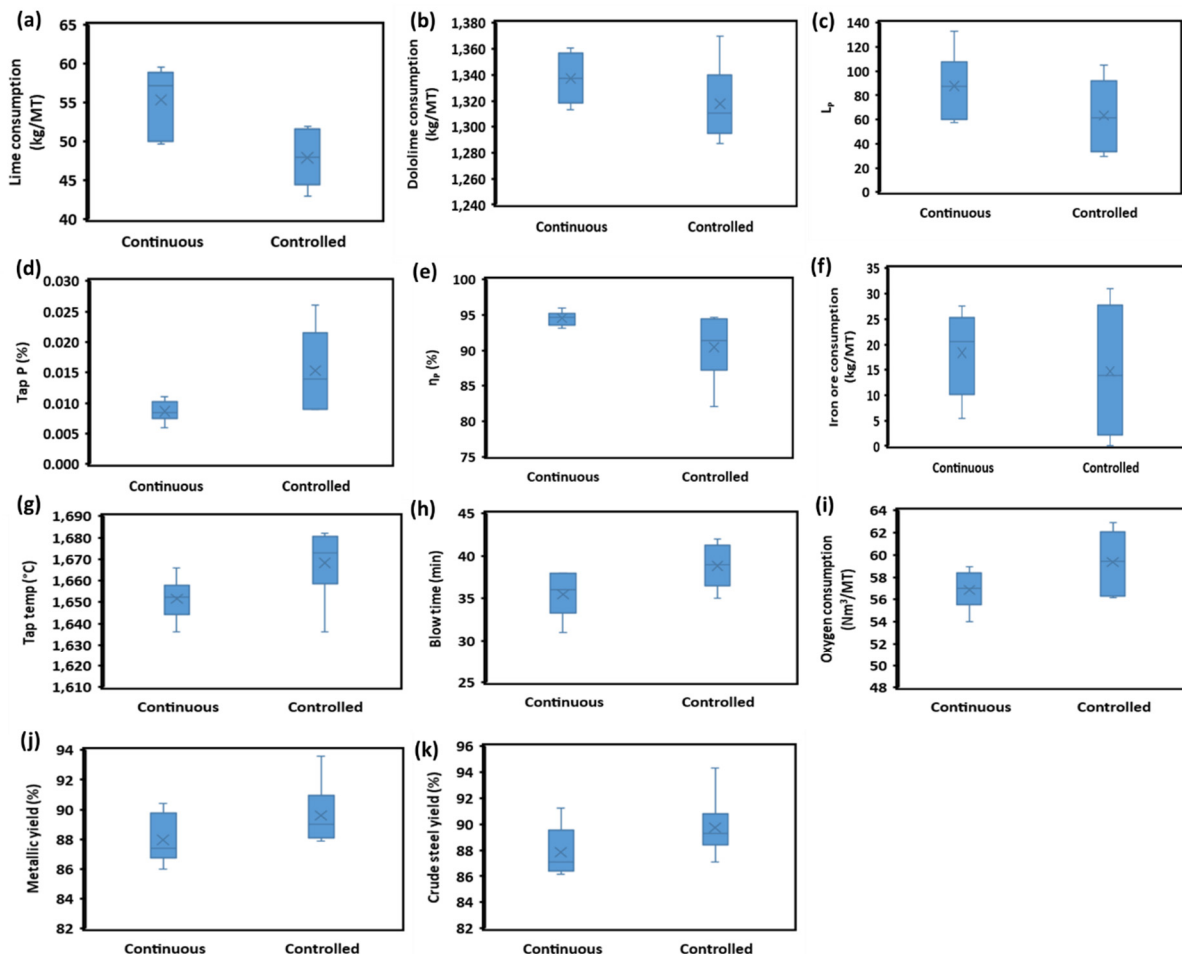 (a)
Lime consumption
(kg/MT)
65
60
55
50
45
40
Continuous Controlled
(b)
Dololime consumption
(kg/MT)
1,380
1,360
1,340
1,320
1,300
1,280
1,260
1,240
Continuous Controlled
(c)
LP
140
120
100
80
60
40
20
0
Continuous Controlled
(d)
Tap P (%)
0.030
0.025
0.020
0.015
0.010
0.005
0.000
Continuous Controlled
(e)
ηP (%)
100
95
90
85
80
75
Continuous Controlled
(f)
Iron ore consumption
(kg/MT)
35
30
25
20
15
10
5
0
Continuous Controlled
(g)
Tap temp (°C)
1,690
1,680
1,670
1,660
1,650
1,640
1,630
1,620
1,610
Continuous Controlled
(h)
Blow time (min)
45
40
35
30
25
Continuous Controlled
(i)
Oxygen consumption
(Nm³/MT)
64
62
60
58
56
54
52
50
48
Continuous Controlled
(j)
Metallic yield (%)
94
92
90
88
86
84
82
Continuous Controlled
(k)
Crude steel yield (%)
96
94
92
90
88
86
84
82
Continuous Controlled